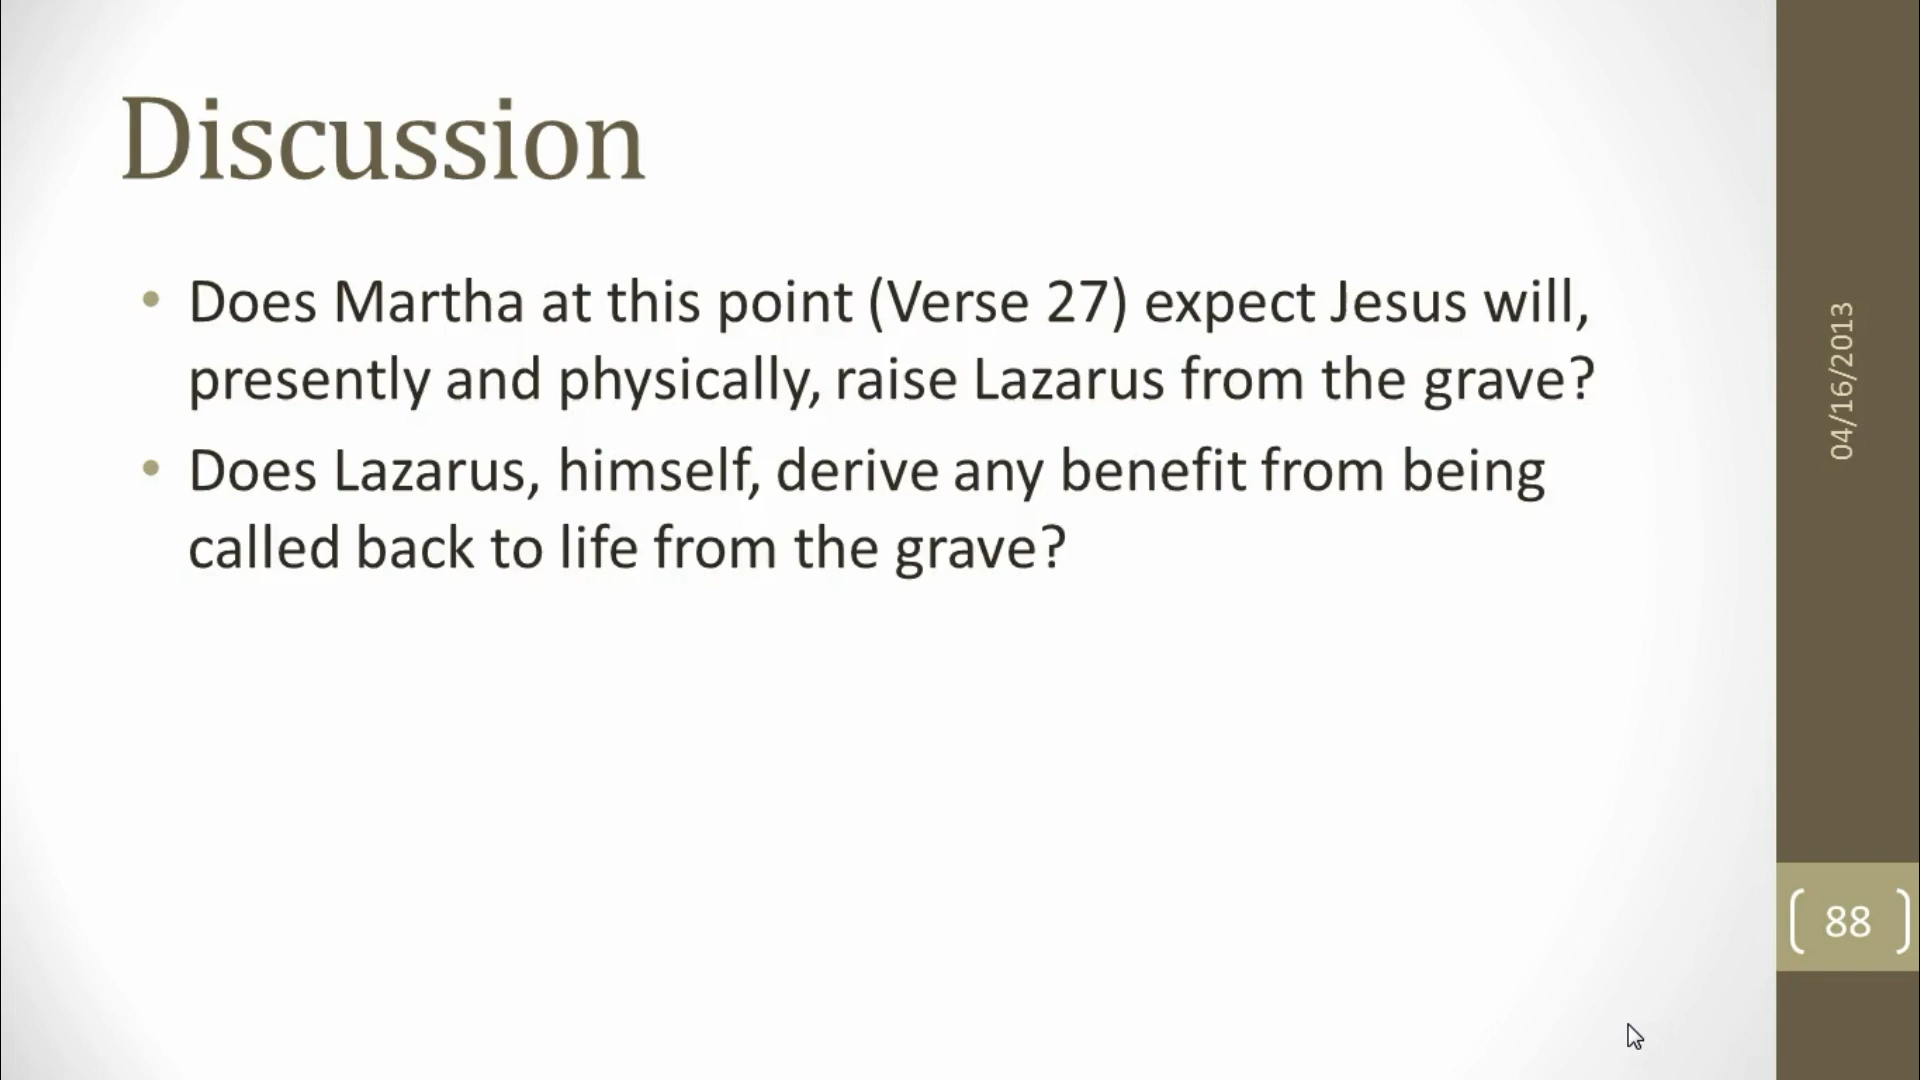 Discussion
• Does Martha at this point (Verse 27) expect Jesus will,
presently and physically, raise Lazarus from the grave?
• Does Lazarus, himself, derive any benefit from being
called back to life from the grave?
04/16/2013
88